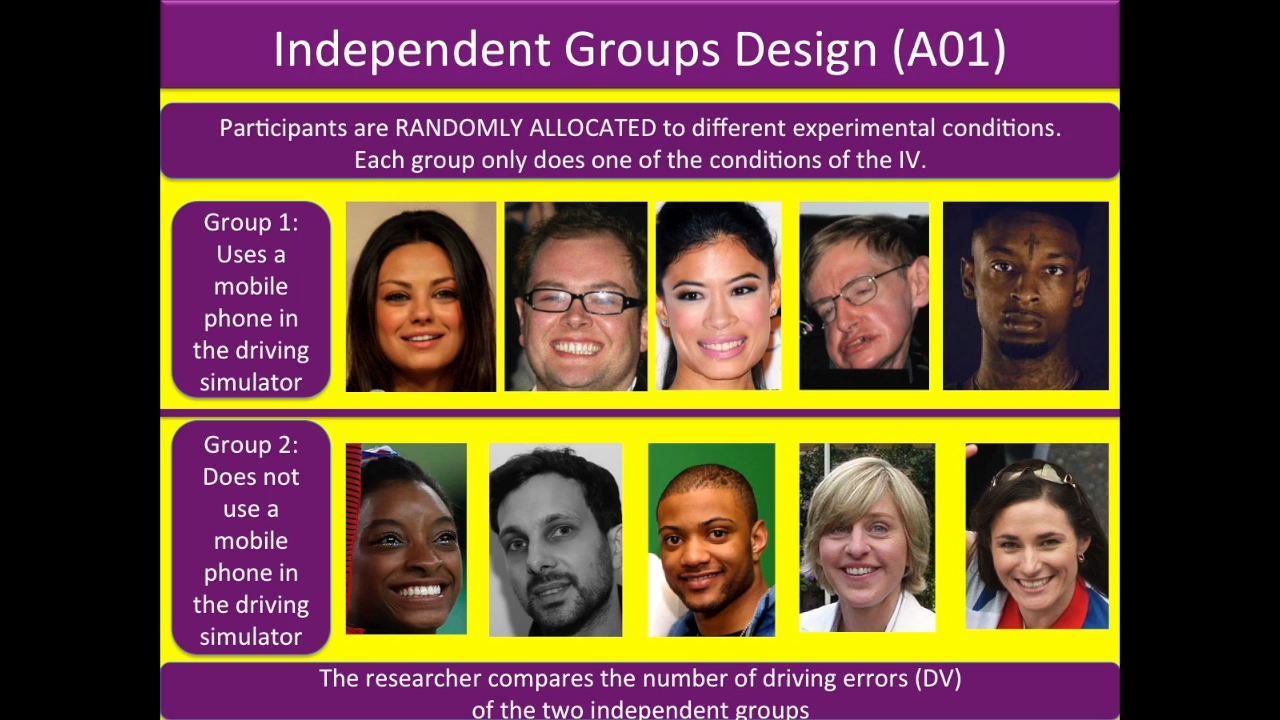 Independent Groups Design (A01)
Participants are RANDOMLY ALLOCATED to different experimental conditions.
Each group only does one of the conditions of the IV.
Group 1:
Uses a
mobile
phone in
the driving
simulator
Group 2:
Does not
use a
mobile
phone in
the driving
simulator
The researcher compares the number of driving errors (DV)
of the two independent groups